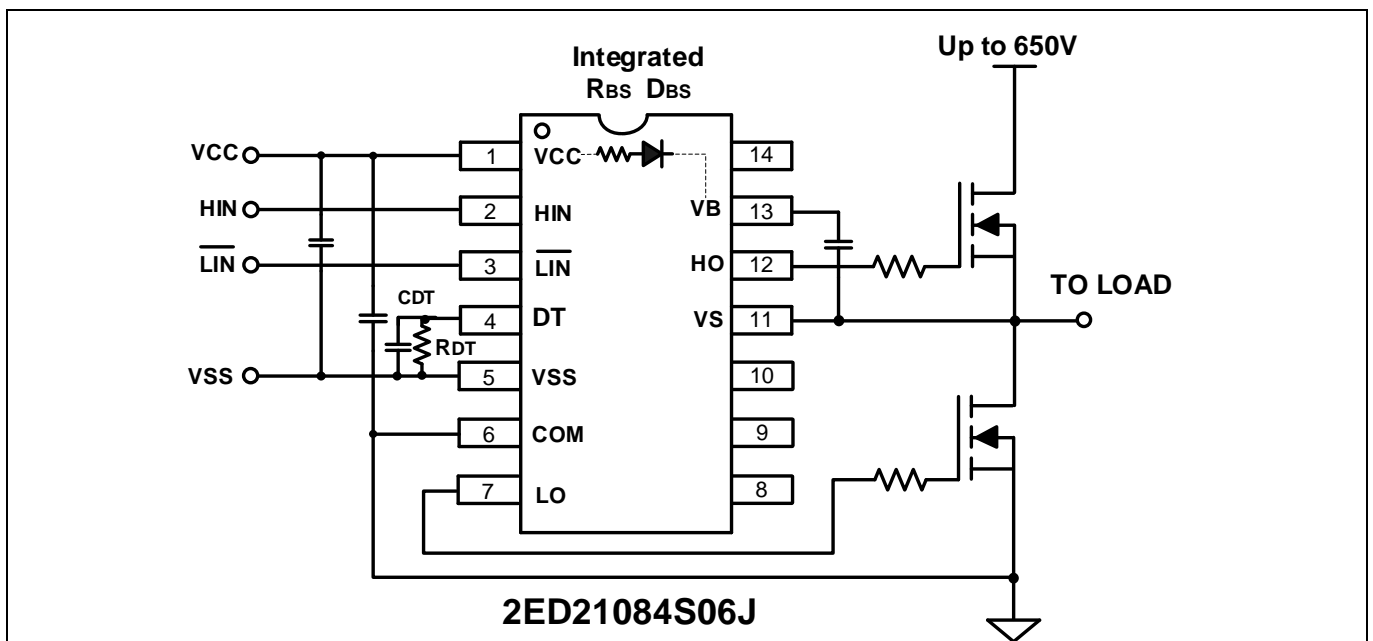 Up to 650V
Integrated
RBS DBS
VCC 1 VCC 14
HIN 2 HIN VB 13
LIN 3 LIN HO 12
TO LOAD
CDT
4 DT VS 11
RDT
VSS 5 VSS 10
6 COM 9
7 LO 8
2ED21084S06J